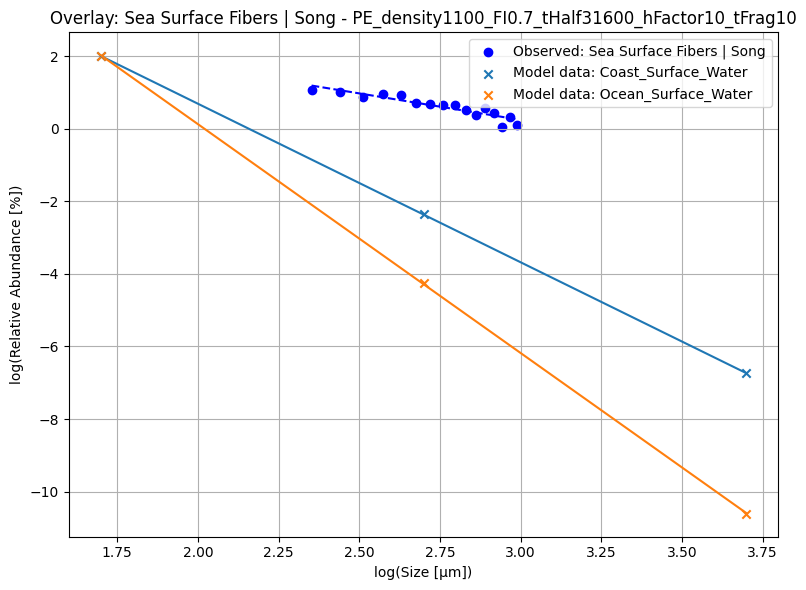 Overlay: Sea Surface Fibers | Song - PE_density1100_FI0.7_tHalf31600_hFactor10_tFrag10
Observed: Sea Surface Fibers | Song
Model data: Coast_Surface_Water
Model data: Ocean_Surface_Water
log(Relative Abundance [%])
2
0
−2
−4
−6
−8
−10
1.75
2.00
2.25
2.50
2.75
3.00
3.25
3.50
3.75
log(Size [µm])